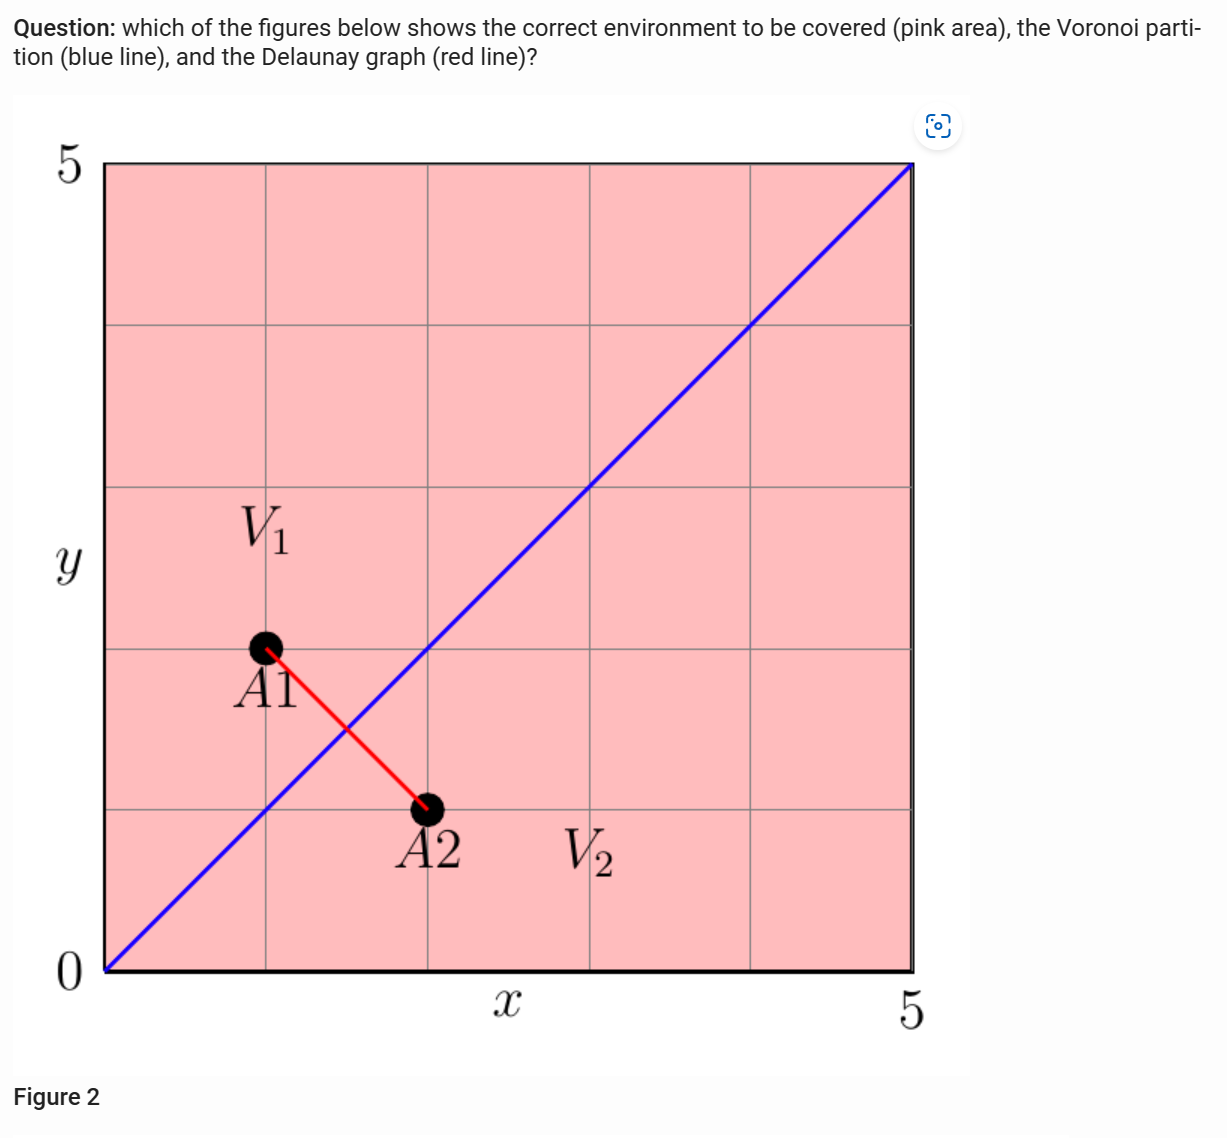 Question: which of the figures below shows the correct environment to be covered (pink area), the Voronoi parti-
tion (blue line), and the Delaunay graph (red line)?
5
V1
y
A1
A2
V2
0
x
5
Figure 2